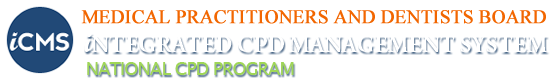 iCMS
MEDICAL PRACTITIONERS AND DENTISTS BOARD
iNTEGRATED CPD MANAGEMENT SYSTEM
NATIONAL CPD PROGRAM